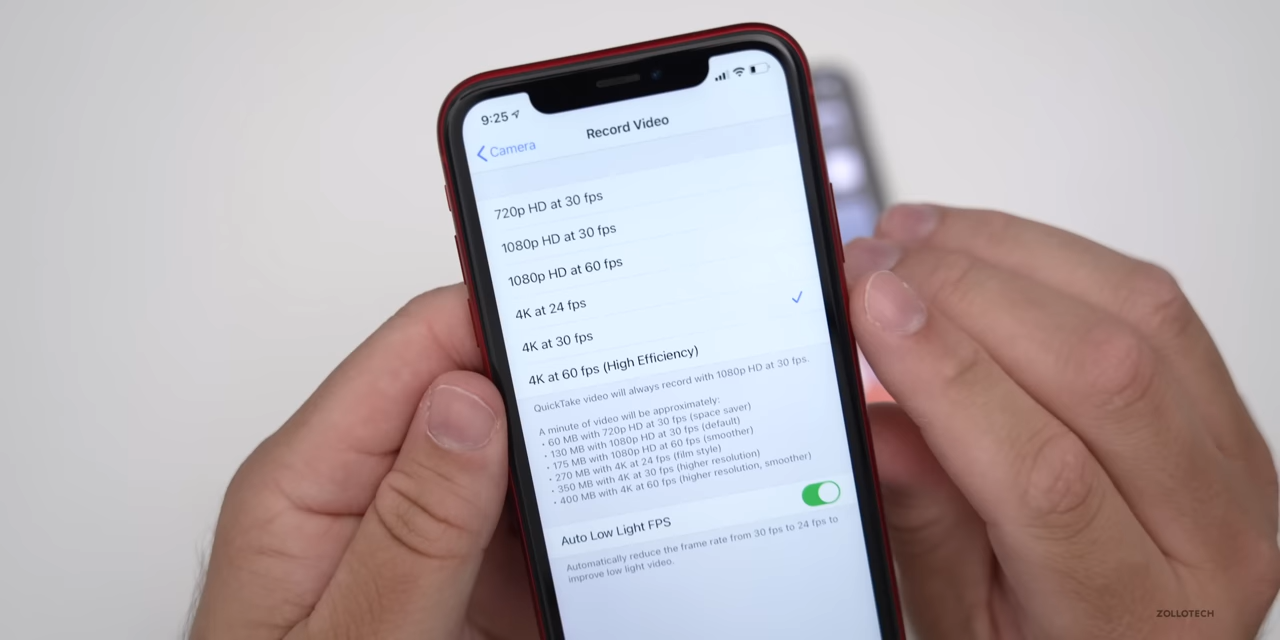 9:25
Record Video
Camera
720p HD at 30 fps
1080p HD at 30 fps
1080p HD at 60 fps
4K at 24 fps
4K at 30 fps
4K at 60 fps (High Efficiency)
QuickTake video will always record with 1080p HD at 30 fps.
A minute of video will be approximately:
• 60 MB with 720p HD at 30 fps (space saver)
• 130 MB with 1080p HD at 30 fps (default)
• 175 MB with 1080p HD at 60 fps (smoother)
• 270 MB with 4K at 24 fps (film style)
• 350 MB with 4K at 30 fps (higher resolution)
• 400 MB with 4K at 60 fps (higher resolution, smoother)
Auto Low Light FPS
Automatically reduce the frame rate from 30 fps to 24 fps to
improve low light video.
ZOLLOTECH